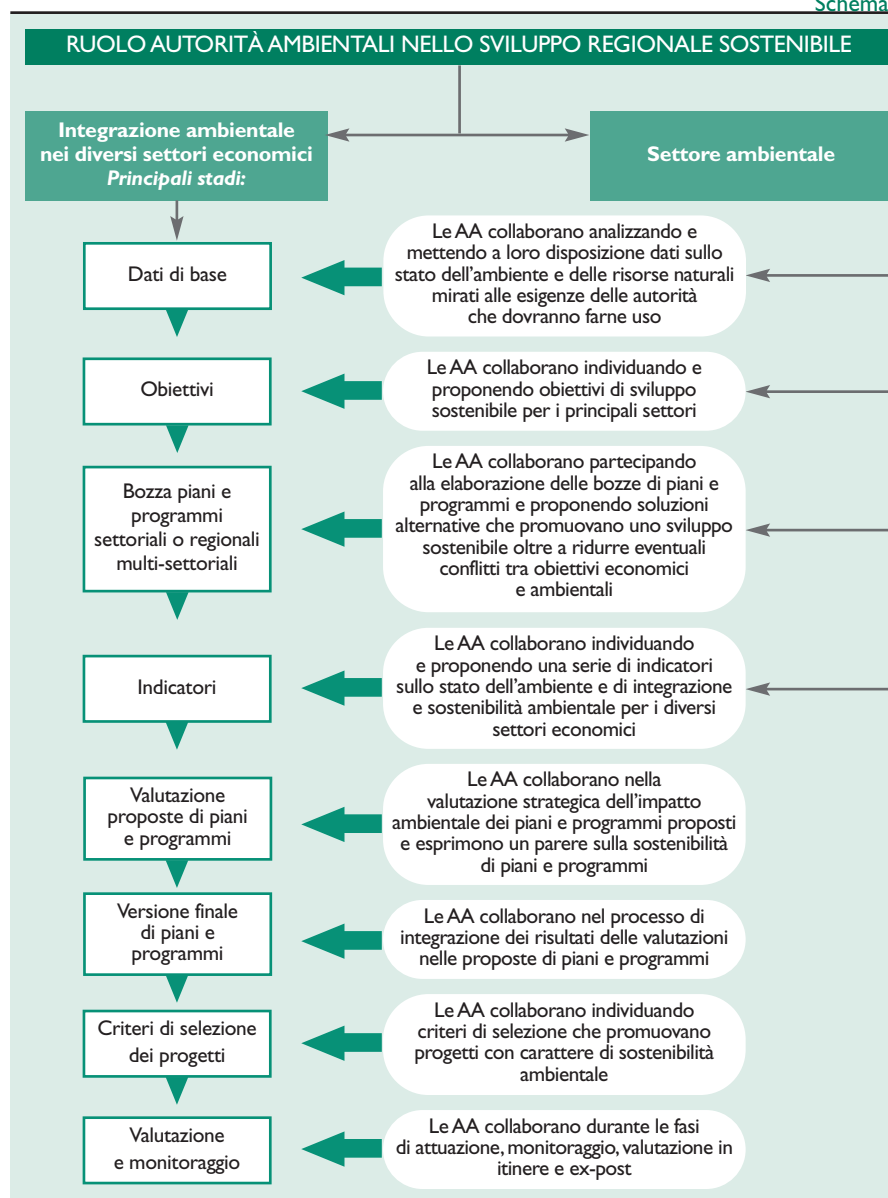 Schema
RUOLO AUTORITÀ AMBIENTALI NELLO SVILUPPO REGIONALE SOSTENIBILE
Integrazione ambientale
nei diversi settori economici
Principali stadi:
Settore ambientale
Dati di base
Le AA collaborano analizzando e
mettendo a loro disposizione dati sullo
stato dell'ambiente e delle risorse naturali
mirati alle esigenze delle autorità
che dovranno farne uso
Obiettivi
Le AA collaborano individuando e
proponendo obiettivi di sviluppo
sostenibile per i principali settori
Bozza piani e
programmi
settoriali o regionali
multi-settoriali
Le AA collaborano partecipando
alla elaborazione delle bozze di piani e
programmi e proponendo soluzioni
alternative che promuovano uno sviluppo
sostenibile oltre a ridurre eventuali
conflitti tra obiettivi economici
e ambientali
Indicatori
Le AA collaborano individuando
e proponendo una serie di indicatori
sullo stato dell'ambiente e di integrazione
e sostenibilità ambientale per i diversi
settori economici
Valutazione
proposte di piani
e programmi
Le AA collaborano nella
valutazione strategica dell'impatto
ambientale dei piani e programmi proposti
e esprimono un parere sulla sostenibilità
di piani e programmi
Versione finale
di piani e
programmi
Le AA collaborano nel processo di
integrazione dei risultati delle valutazioni
nelle proposte di piani e programmi
Criteri di selezione
dei progetti
Le AA collaborano individuando
criteri di selezione che promuovano
progetti con carattere di sostenibilità
ambientale
Valutazione
e monitoraggio
Le AA collaborano durante le fasi
di attuazione, monitoraggio, valutazione in
itinere e ex-post